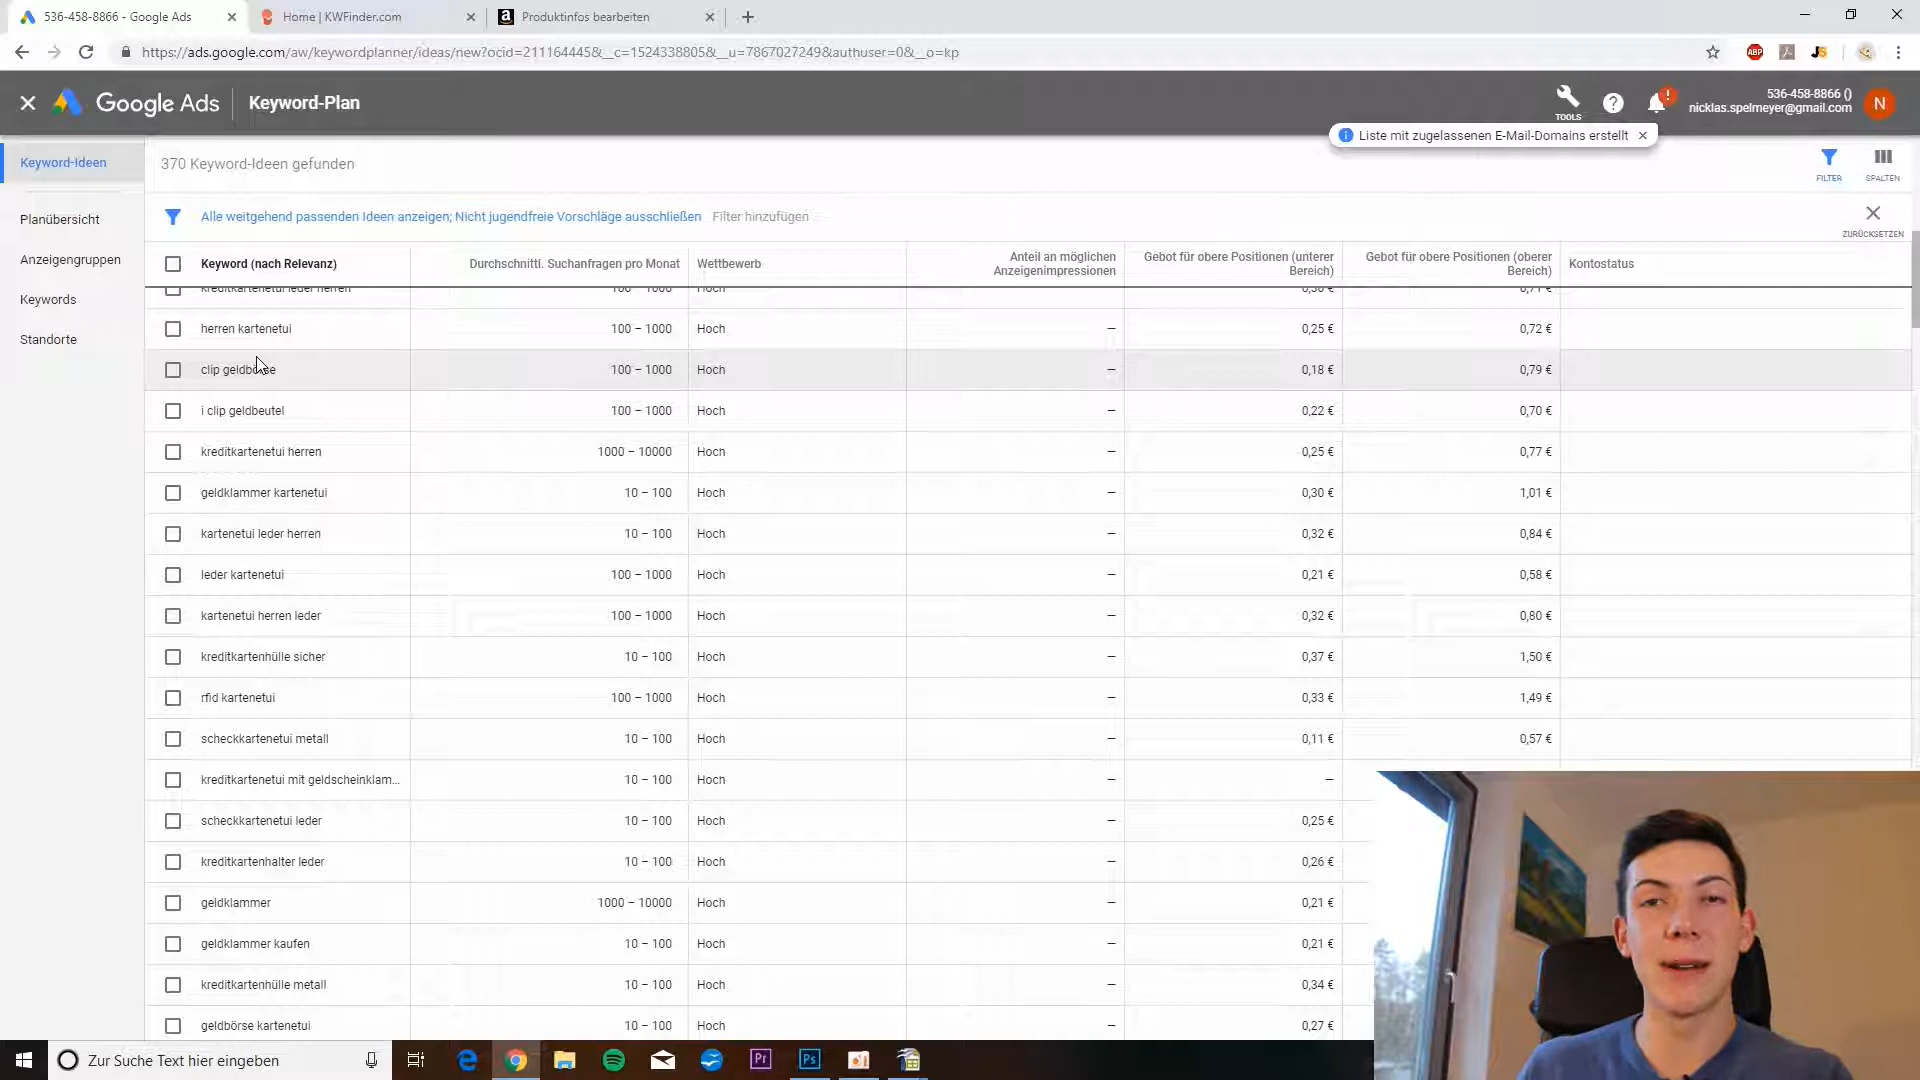 536-458-8866 - Google Ads
Home | KWFinder.com
Produktinfos bearbeiten
https://ads.google.com/aw/keywordplanner/ideas/new?ocid=211164445&__c=1524338805&__u=7867027249&authuser=0&__o=kp
Google Ads
Keyword-Plan
TOOLS
536-458-8866 ()
nicklas.spelmeyer@gmail.com
N
Liste mit zugelassenen E-Mail-Domains erstellt
Keyword-Ideen
Planübersicht
Anzeigengruppen
Keywords
Standorte
370 Keyword-Ideen gefunden
FILTER
SPALTEN
Alle weitgehend passenden Ideen anzeigen; Nicht jugendfreie Vorschläge ausschließen Filter hinzufügen
ZURÜCKSETZEN
Keyword (nach Relevanz)
Durchschnittl. Suchanfragen pro Monat
Wettbewerb
Anteil an möglichen
Anzeigenimpressionen
Gebot für obere Positionen (unterer
Bereich)
Gebot für obere Positionen (oberer
Bereich)
Kontostatus
kreditkartenetui leder herren 100 – 1000 Hoch 0,30 € 0,71 €
herren kartenetui 100 – 1000 Hoch – 0,25 € 0,72 €
clip geldbörse 100 – 1000 Hoch – 0,18 € 0,79 €
i clip geldbeutel 100 – 1000 Hoch – 0,22 € 0,70 €
kreditkartenetui herren 1000 – 10000 Hoch – 0,25 € 0,77 €
geldklammer kartenetui 10 – 100 Hoch – 0,30 € 1,01 €
kartenetui leder herren 10 – 100 Hoch – 0,32 € 0,84 €
leder kartenetui 100 – 1000 Hoch – 0,21 € 0,58 €
kartenetui herren leder 100 – 1000 Hoch – 0,32 € 0,80 €
kreditkartenhülle sicher 10 – 100 Hoch – 0,37 € 1,50 €
rfid kartenetui 100 – 1000 Hoch – 0,33 € 1,49 €
scheckkartenetui metall 10 – 100 Hoch – 0,11 € 0,57 €
kreditkartenetui mit geldscheinklam... 10 – 100 Hoch – –
scheckkartenetui leder 10 – 100 Hoch – 0,25 €
kreditkartenhalter leder 10 – 100 Hoch – 0,26 €
geldklammer 1000 – 10000 Hoch – 0,21 €
geldklammer kaufen 10 – 100 Hoch – 0,21 €
kreditkartenhülle metall 10 – 100 Hoch – 0,34 €
geldbörse kartenetui 10 – 100 Hoch – 0,27 €
Zur Suche Text hier eingeben